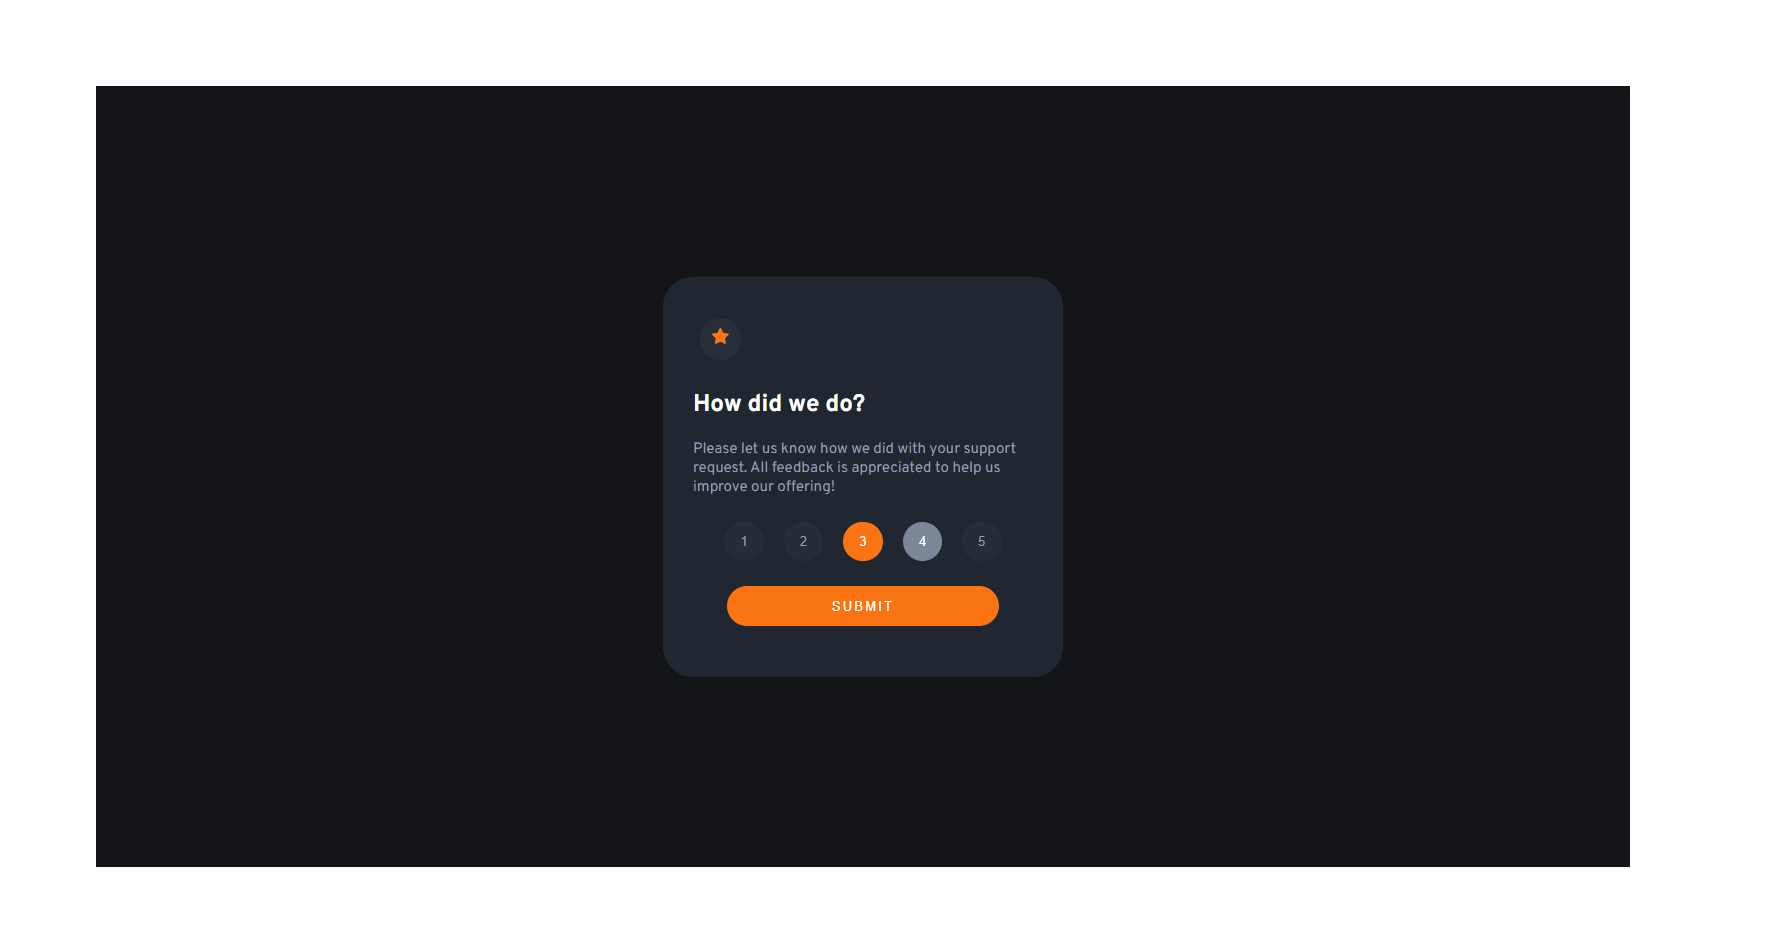 How did we do?
Please let us know how we did with your support
request. All feedback is appreciated to help us
improve our offering!
1 2 3 4 5
SUBMIT